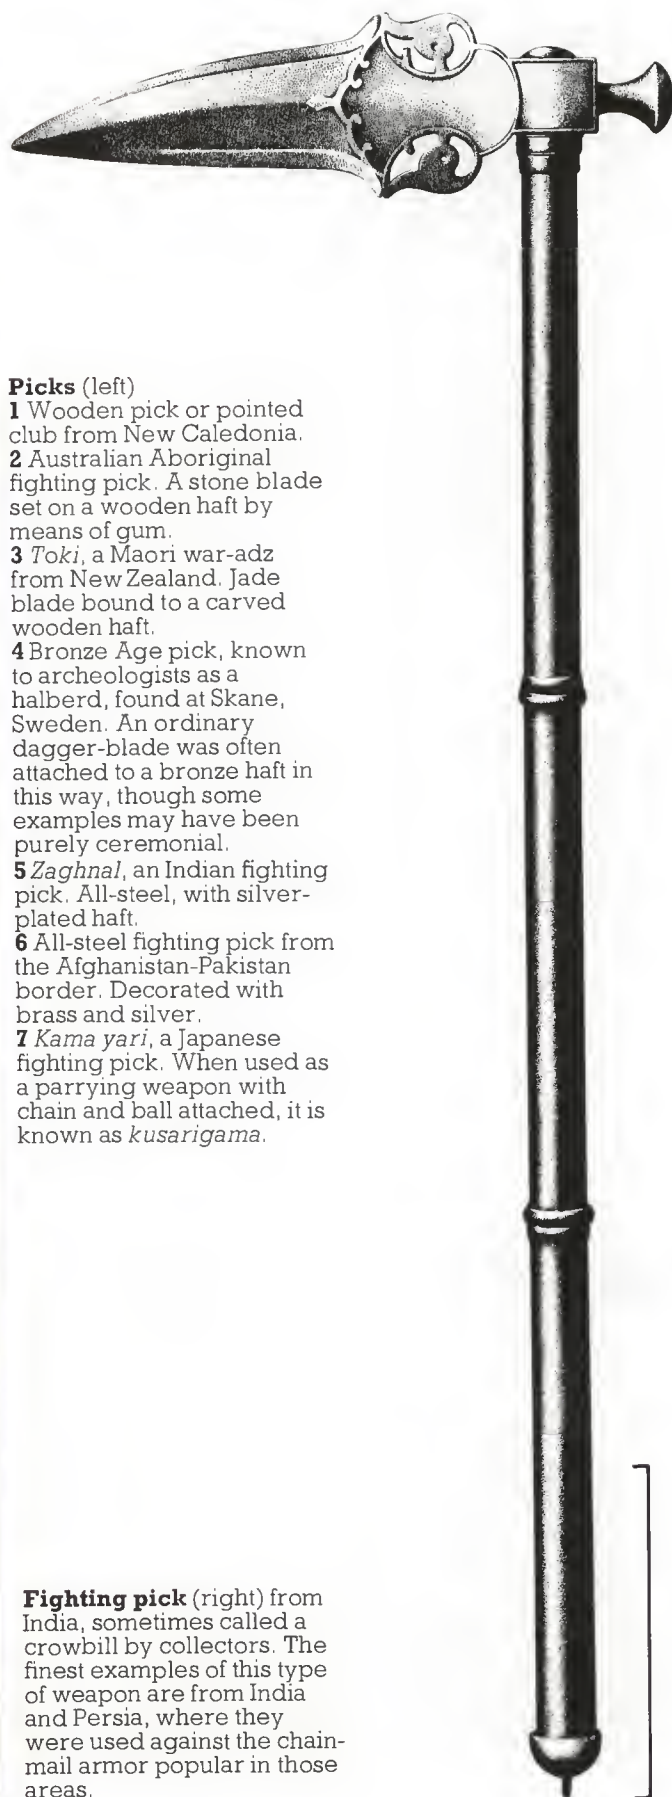 Picks (left)
1 Wooden pick or pointed
club from New Caledonia.
2 Australian Aboriginal
fighting pick. A stone blade
set on a wooden haft by
means of gum.
3 Toki, a Maori war-adz
from New Zealand. Jade
blade bound to a carved
wooden haft.
4 Bronze Age pick, known
to archeologists as a
halberd, found at Skane,
Sweden. An ordinary
dagger-blade was often
attached to a bronze haft in
this way, though some
examples may have been
purely ceremonial.
5 Zaghnal, an Indian fighting
pick. All-steel, with silver-
plated haft.
6 All-steel fighting pick from
the Afghanistan-Pakistan
border. Decorated with
brass and silver.
7 Kama yari, a Japanese
fighting pick. When used as
a parrying weapon with
chain and ball attached, it is
known as kusarigama.
Fighting pick (right) from
India, sometimes called a
crowbill by collectors. The
finest examples of this type
of weapon are from India
and Persia, where they
were used against the chain-
mail armor popular in those
areas.